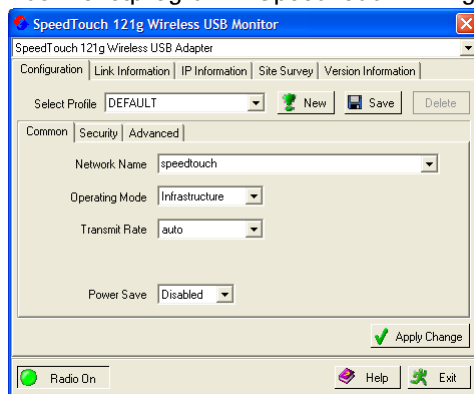 SpeedTouch 121g Wireless USB Monitor
SpeedTouch 121g Wireless USB Adapter
Configuration Link Information IP Information Site Survey Version Information
Select Profile DEFAULT New Save Delete
Common Security Advanced
Network Name speedtouch
Operating Mode Infrastructure
Transmit Rate auto
Power Save Disabled
Apply Change
Radio On Help Exit